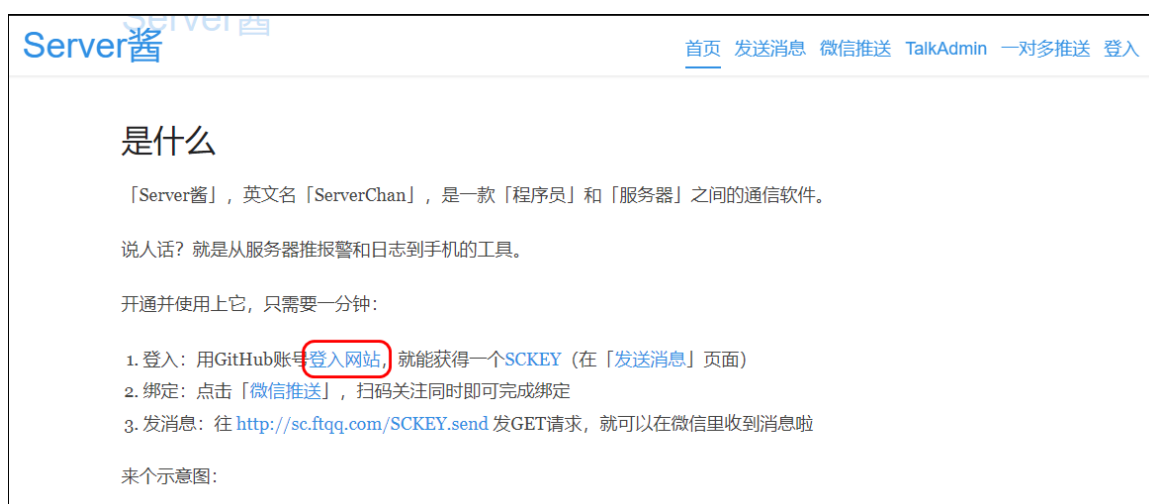 Server酱
Server酱
首页 发送消息 微信推送 TalkAdmin 一对多推送 登入
是什么
「Server酱」，英文名「ServerChan」，是一款「程序员」和「服务器」之间的通信软件。
说人话？就是从服务器推报警和日志到手机的工具。
开通并使用上它，只需要一分钟：
1. 登入：用GitHub账号登入网站，就能获得一个SCKEY（在「发送消息」页面）
2. 绑定：点击「微信推送」，扫码关注同时即可完成绑定
3. 发消息：往 http://sc.ftqq.com/SCKEY.send 发GET请求，就可以在微信里收到消息啦
来个示意图：